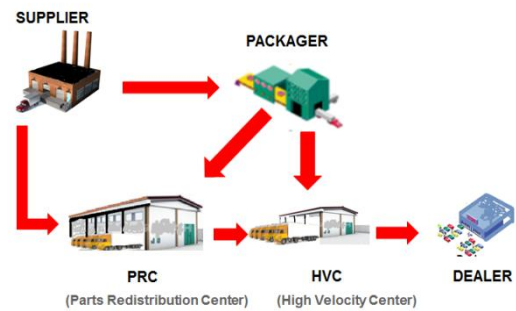 SUPPLIER
PACKAGER
PRC
(Parts Redistribution Center)
HVC
(High Velocity Center)
DEALER